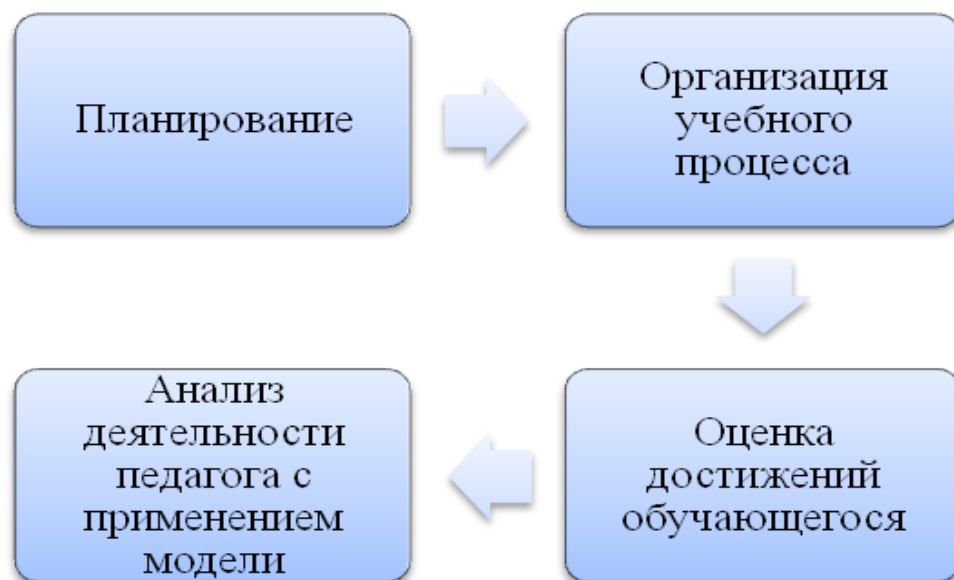 Планирование
Организация
учебного
процесса
Оценка
достижений
обучающегося
Анализ
деятельности
педагога с
применением
модели